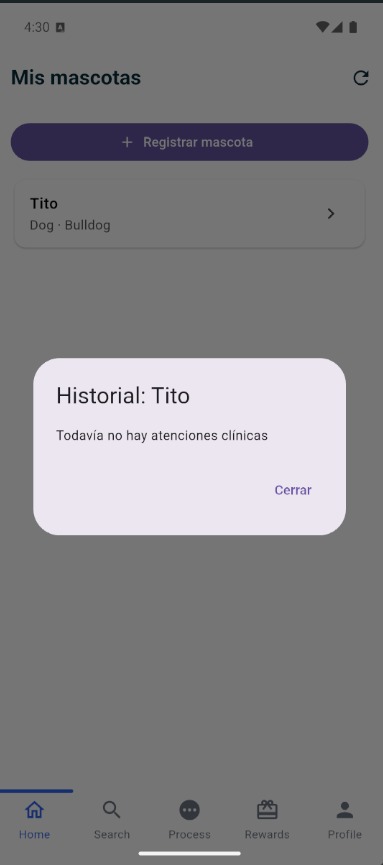 4:30
Mis mascotas
+ Registrar mascota
Tito
Dog · Bulldog
Historial: Tito
Todavía no hay atenciones clínicas
Cerrar
Home Search Process Rewards Profile